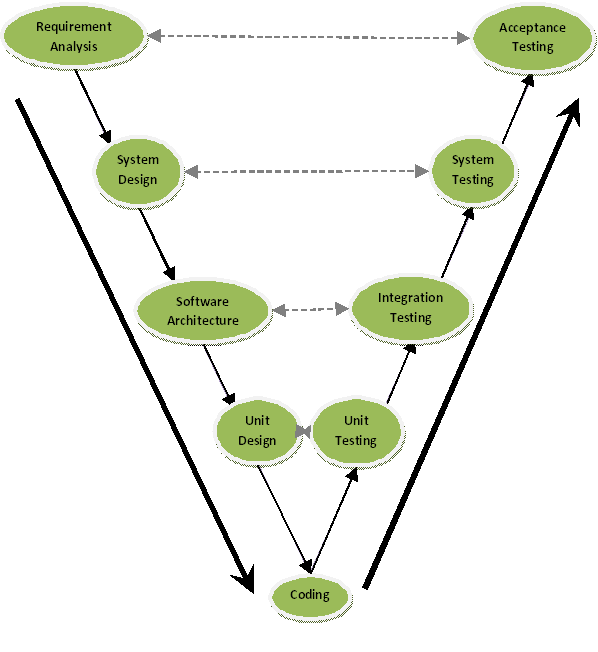 Requirement
Analysis
Acceptance
Testing
System
Design
System
Testing
Software
Architecture
Integration
Testing
Unit
Design
Unit
Testing
Coding